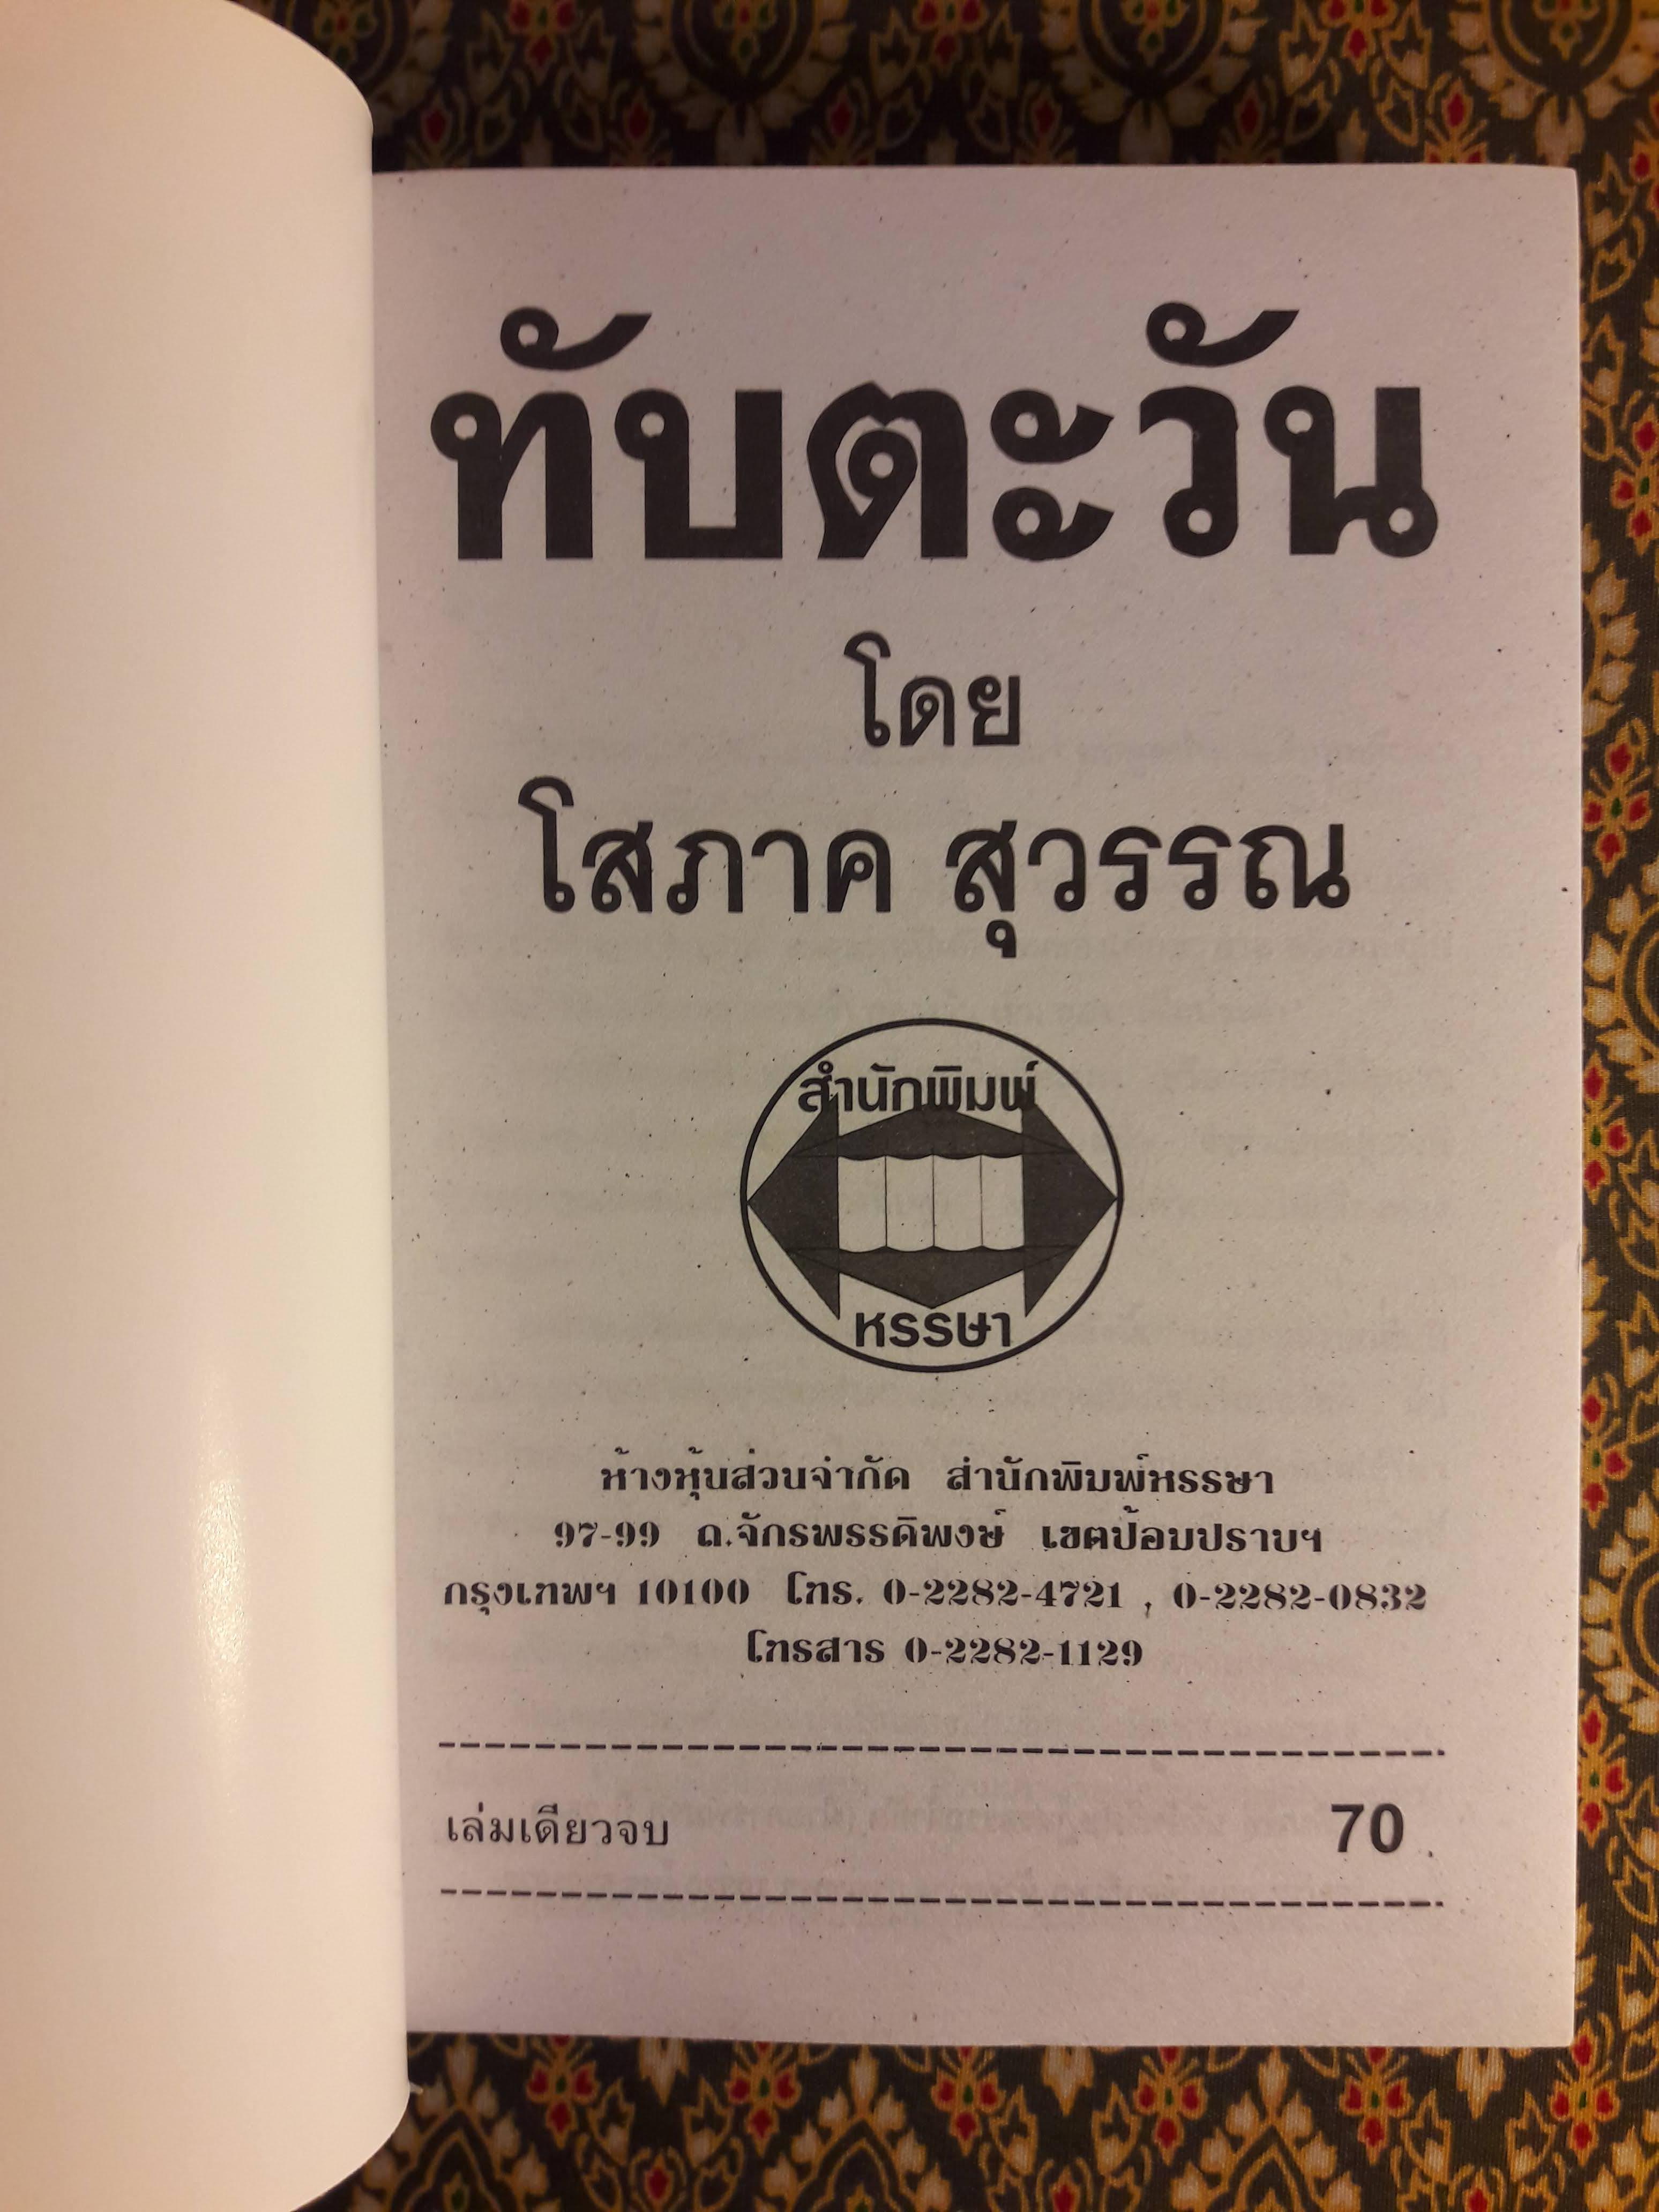 ทับตะวัน
โดย
โสภาค สุวรรณ
สำนักพิมพ์
หรรษา
ห้างหุ้นส่วนจำกัด สำนักพิมพ์หรรษา
97-99 ถ.จักรพรรดิพงษ์ เขตป้อมปราบฯ
กรุงเทพฯ 10100 โทร. 0-2282-4721 , 0-2282-0832
โทรสาร 0-2282-1129
เล่มเดียวจบ 70